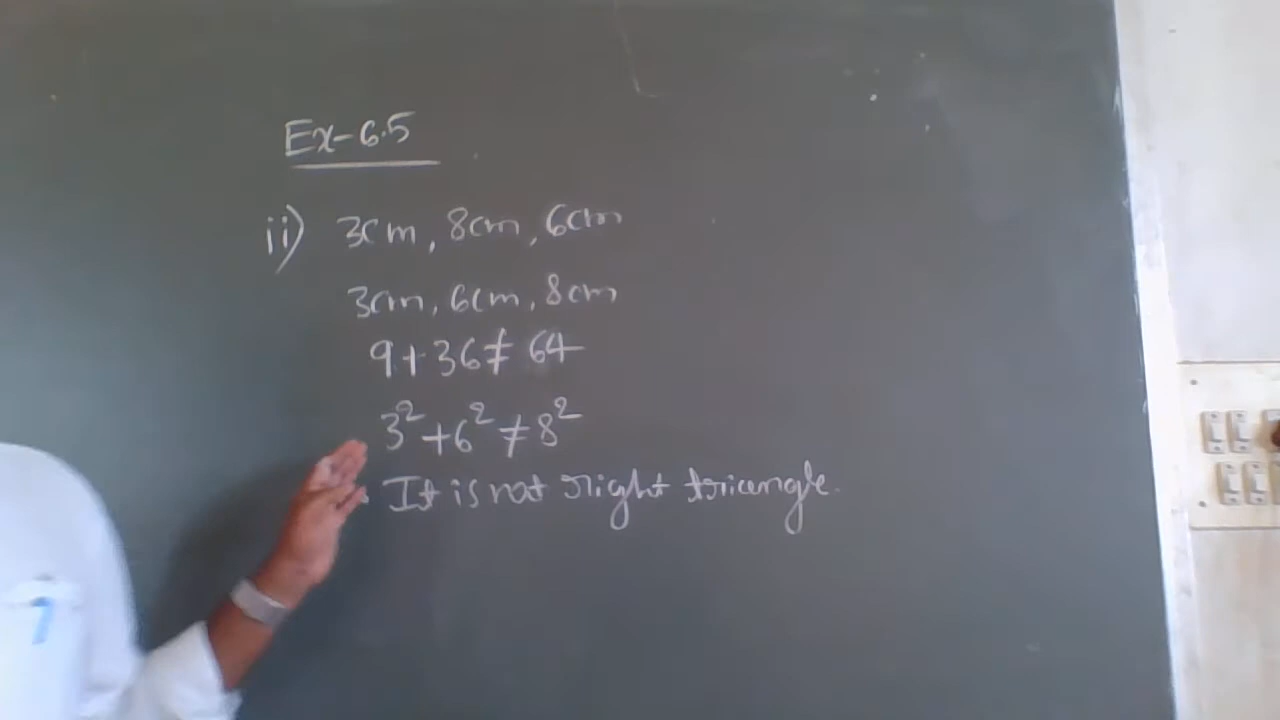 Ex-6.5
ii) 3cm, 8cm, 6cm
3cm, 6cm, 8cm
9+36≠64
3²+6²≠8²
It is not right triangle.